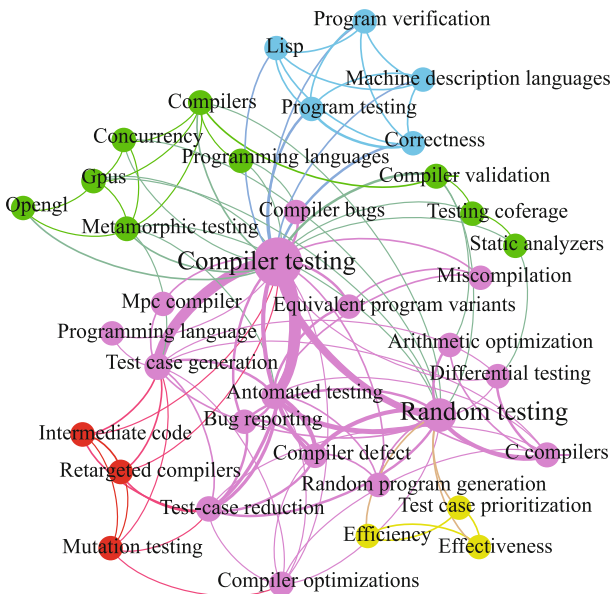 Program verification
Lisp
Machine description languages
Compilers
Program testing
Concurrency
Correctness
Programming languages
Gpus
Compiler validation
Opengl
Compiler bugs
Testing coferage
Metamorphic testing
Static analyzers
Compiler testing
Miscompilation
Mpc compiler
Equivalent program variants
Programming language
Arithmetic optimization
Test case generation
Differential testing
Antomated testing
Random testing
Bug reporting
Intermediate code
Compiler defect
C compilers
Retargeted compilers
Random program generation
Test-case reduction
Test case prioritization
Efficiency
Mutation testing
Effectiveness
Compiler optimizations